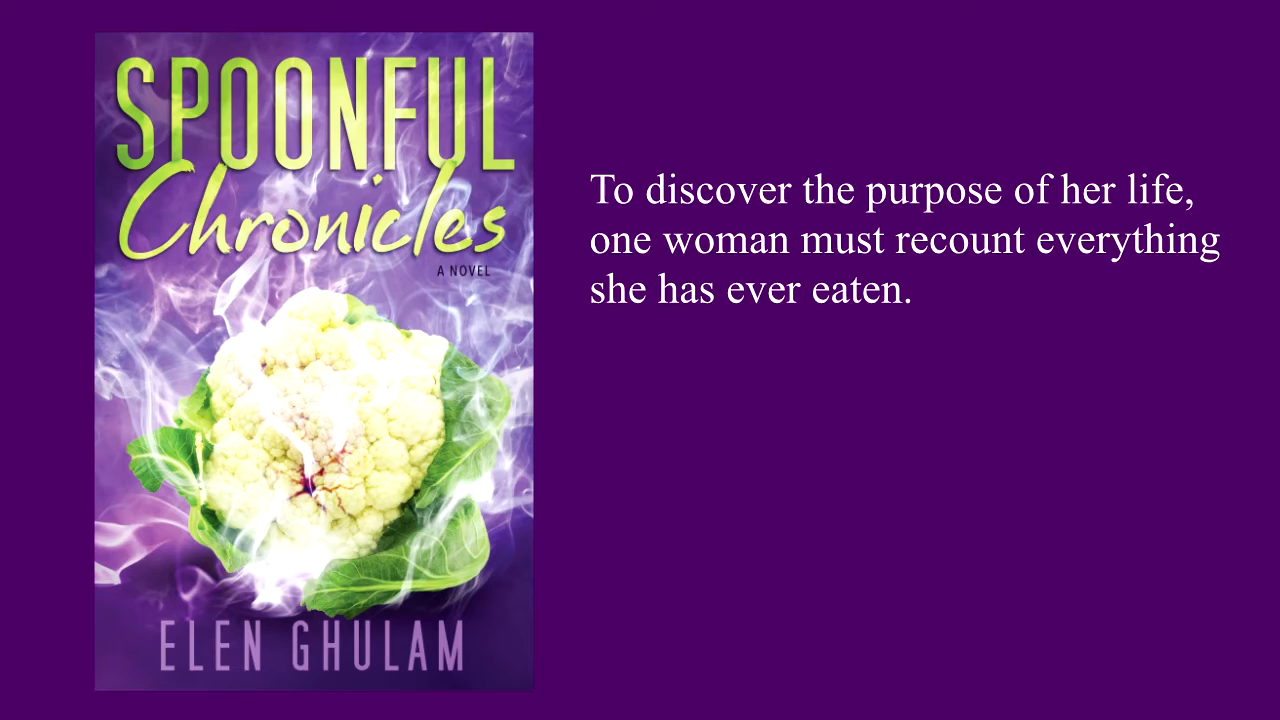 SPOONFUL
Chronicles
A NOVEL
ELEN GHULAM
To discover the purpose of her life,
one woman must recount everything
she has ever eaten.